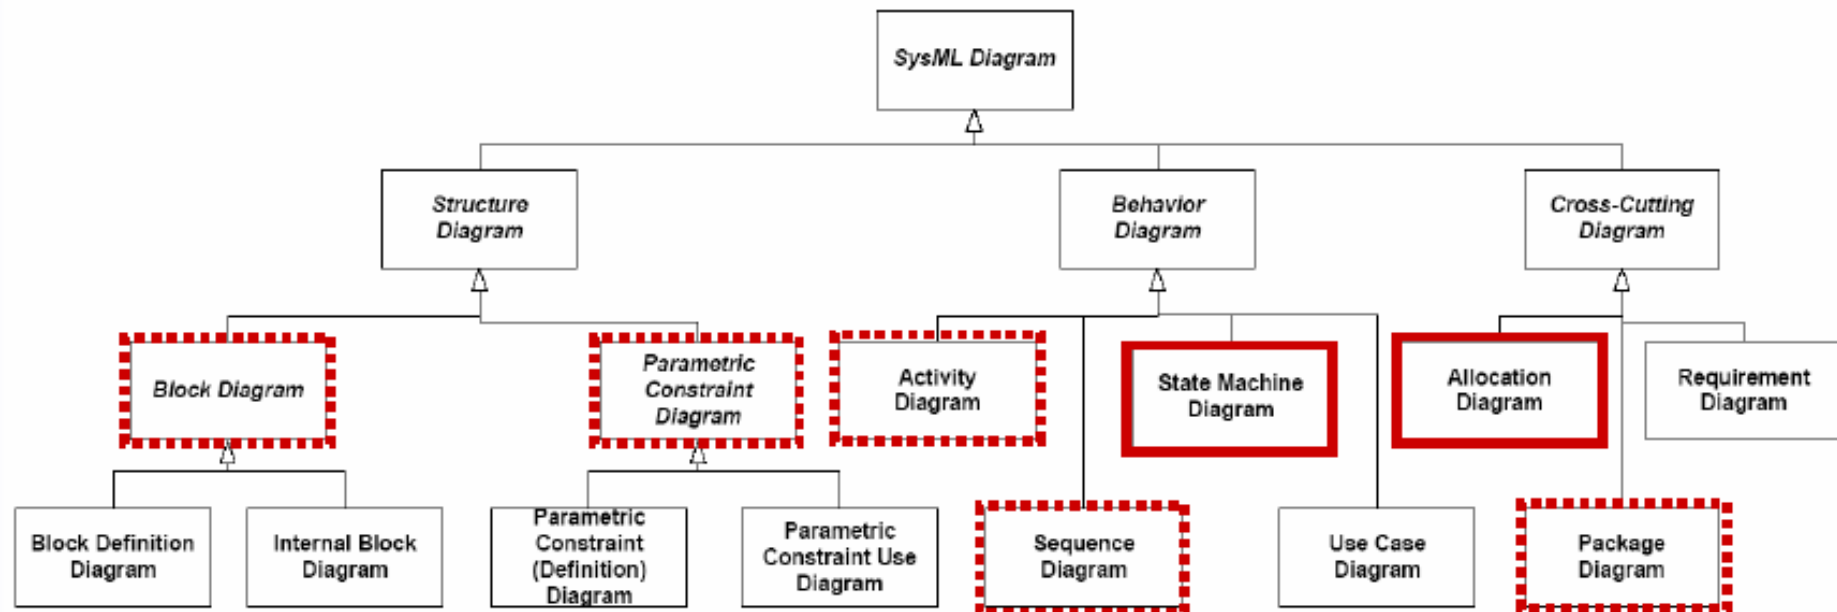 SysML Diagram
Structure
Diagram
Behavior
Diagram
Cross-Cutting
Diagram
Block Diagram
Parametric
Constraint
Diagram
Activity
Diagram
State Machine
Diagram
Allocation
Diagram
Requirement
Diagram
Block Definition
Diagram
Internal Block
Diagram
Parametric
Constraint
(Definition)
Diagram
Parametric
Constraint Use
Diagram
Sequence
Diagram
Use Case
Diagram
Package
Diagram